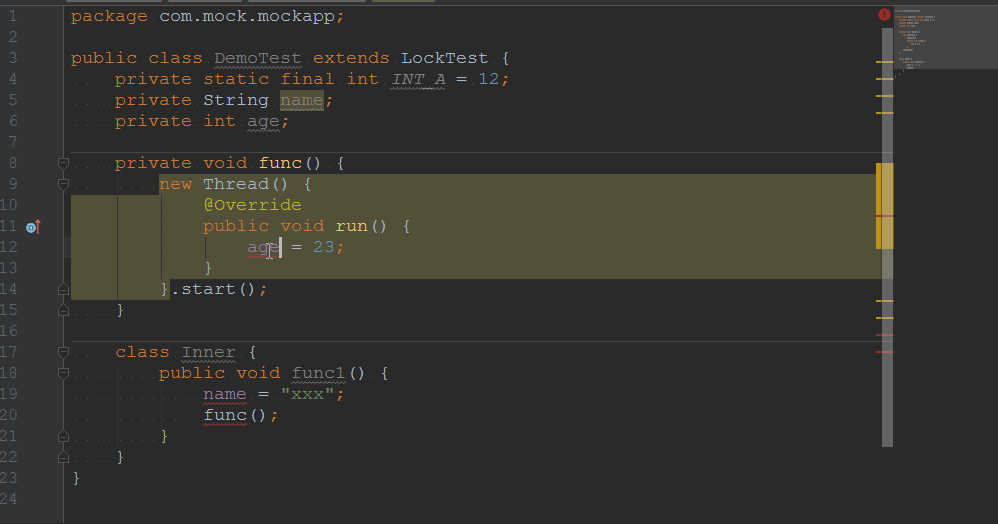 1 package com.mock.mockapp;
2
3 public class DemoTest extends LockTest {
4 private static final int INT_A = 12;
5 private String name;
6 private int age;
7
8 private void func() {
9 new Thread() {
10 @Override
11 public void run() {
12 age = 23;
13 }
14 }.start();
15 }
16
17 class Inner {
18 public void func1() {
19 name = "xxx";
20 func();
21 }
22 }
23 }
24